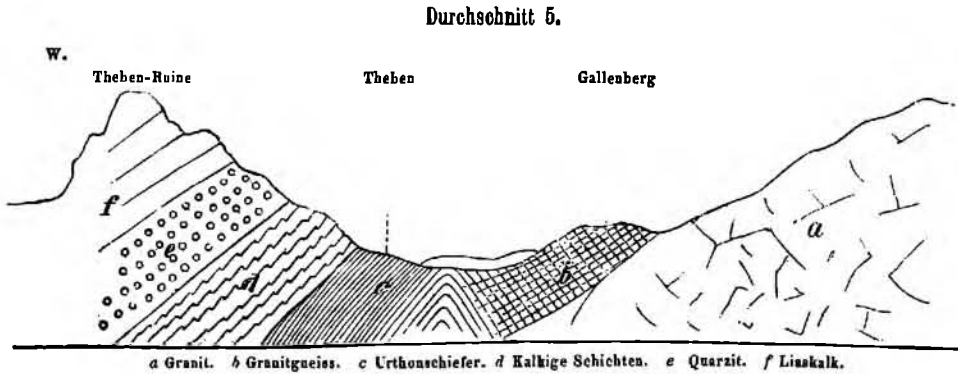 Durchschnitt 5.
W.
Theben-Ruine Theben Gallenberg
f
e
d
c
b
a
a Granit. b Granitgneiss. c Urthonschiefer. d Kalkige Schichten. e Quarzit. f Liaskalk.